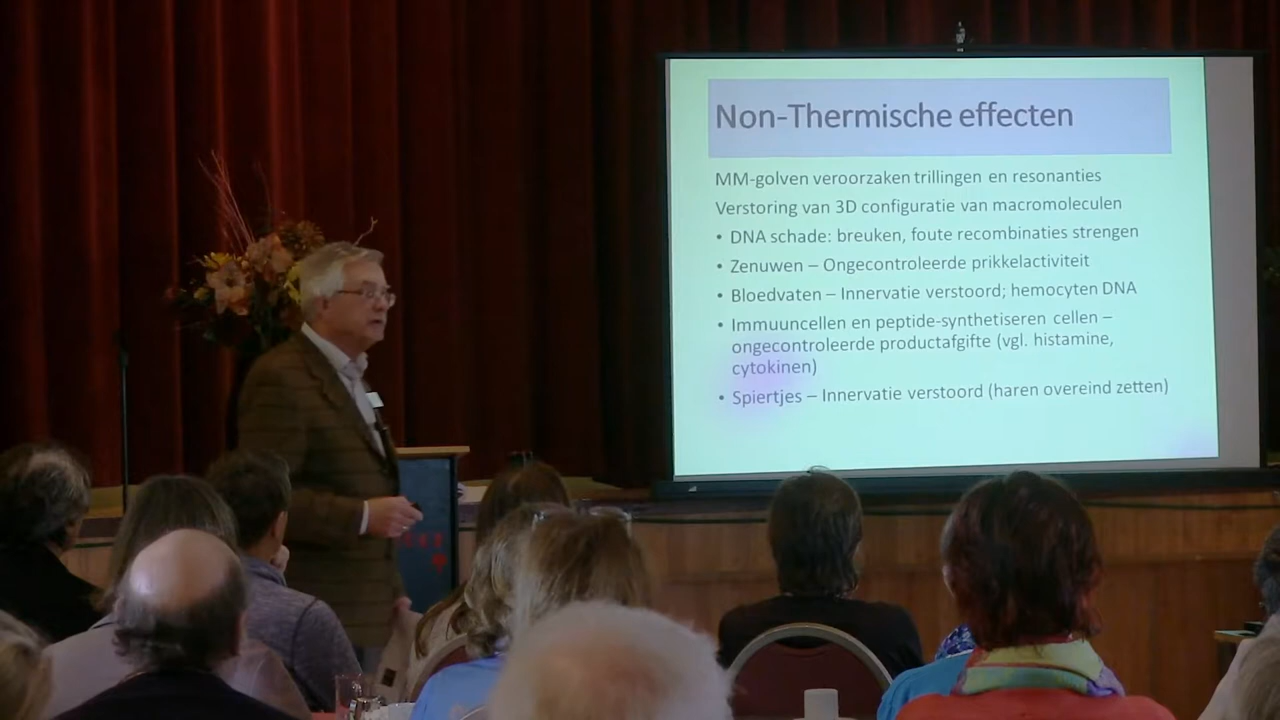 Non-Thermische effecten
MM-golven veroorzaken trillingen en resonanties
Verstoring van 3D configuratie van macromoleculen
• DNA schade: breuken, foute recombinaties strengen
• Zenuwen – Ongecontroleerde prikkelactiviteit
• Bloedvaten – Innervatie verstoord; hemocyten DNA
• Immuuncellen en peptide-synthetiseren cellen –
ongecontroleerde productafgifte (vgl. histamine,
cytokinen)
• Spiertjes – Innervatie verstoord (haren overeind zetten)